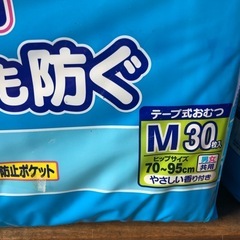 も防ぐ
テープ式おむつ
M 30枚入
ヒップサイズ
70~95cm
男女
共用
やさしい香り付き
防止ポケット